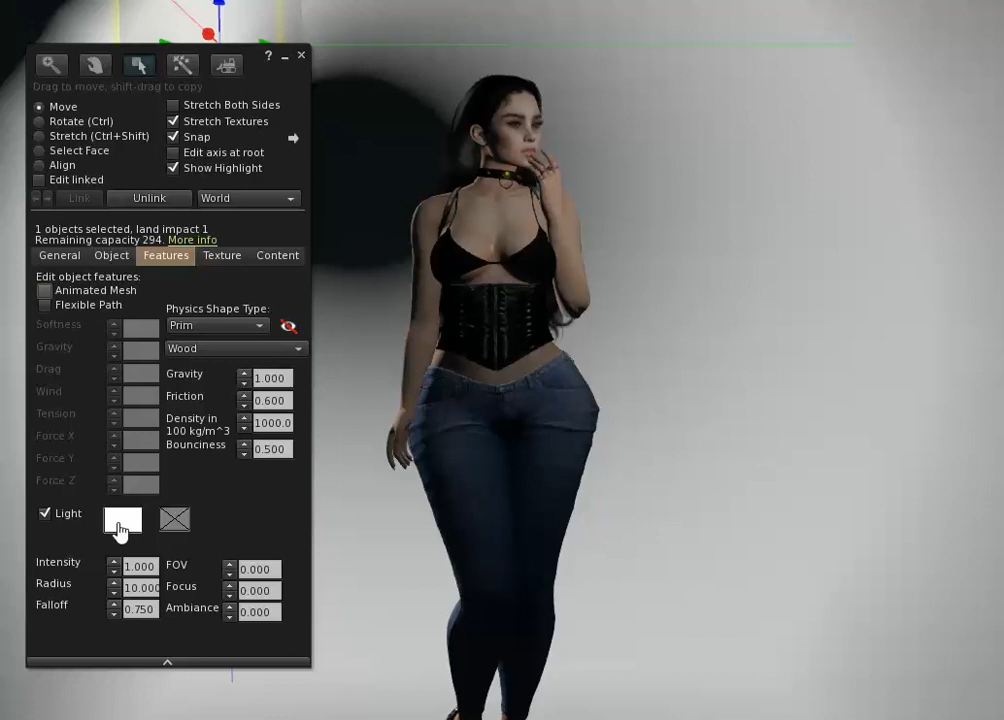 ?
Drag to move, shift-drag to copy
Move
Rotate (Ctrl)
Stretch (Ctrl+Shift)
Select Face
Align
Edit linked
Stretch Both Sides
Stretch Textures
Snap
Edit axis at root
Show Highlight
Link
Unlink
World
1 objects selected, land impact 1
Remaining capacity 294. More info
General Object Features Texture Content
Edit object features:
Animated Mesh
Flexible Path
Softness
Gravity
Drag
Wind
Tension
Force X
Force Y
Force Z
Physics Shape Type:
Prim
Wood
Gravity 1.000
Friction 0.600
Density in
100 kg/m^3 1000.0
Bounciness 0.500
Light
Intensity 1.000
Radius 10.000
Falloff 0.750
FOV 0.000
Focus 0.000
Ambiance 0.000